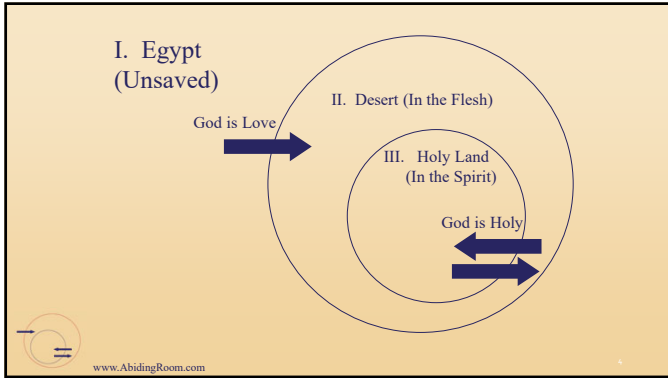 I. Egypt
(Unsaved)
II. Desert (In the Flesh)
God is Love
III. Holy Land
(In the Spirit)
God is Holy
www.AbidingRoom.com
4